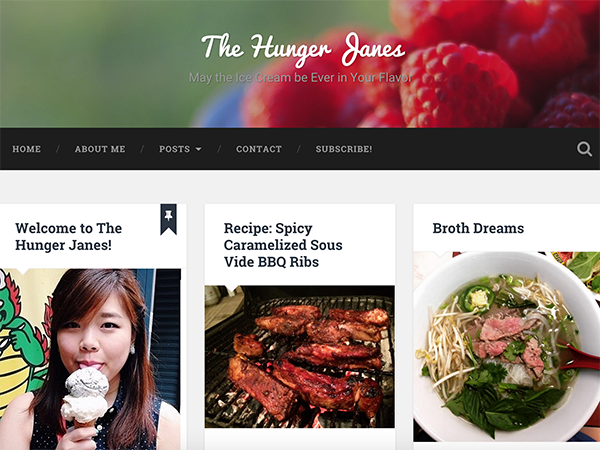 The Hunger Janes
May the Ice Cream be Ever in Your Flavor
HOME / ABOUT ME / POSTS / CONTACT / SUBSCRIBE!
Welcome to The
Hunger Janes!
Recipe: Spicy
Caramelized Sous
Vide BBQ Ribs
Broth Dreams